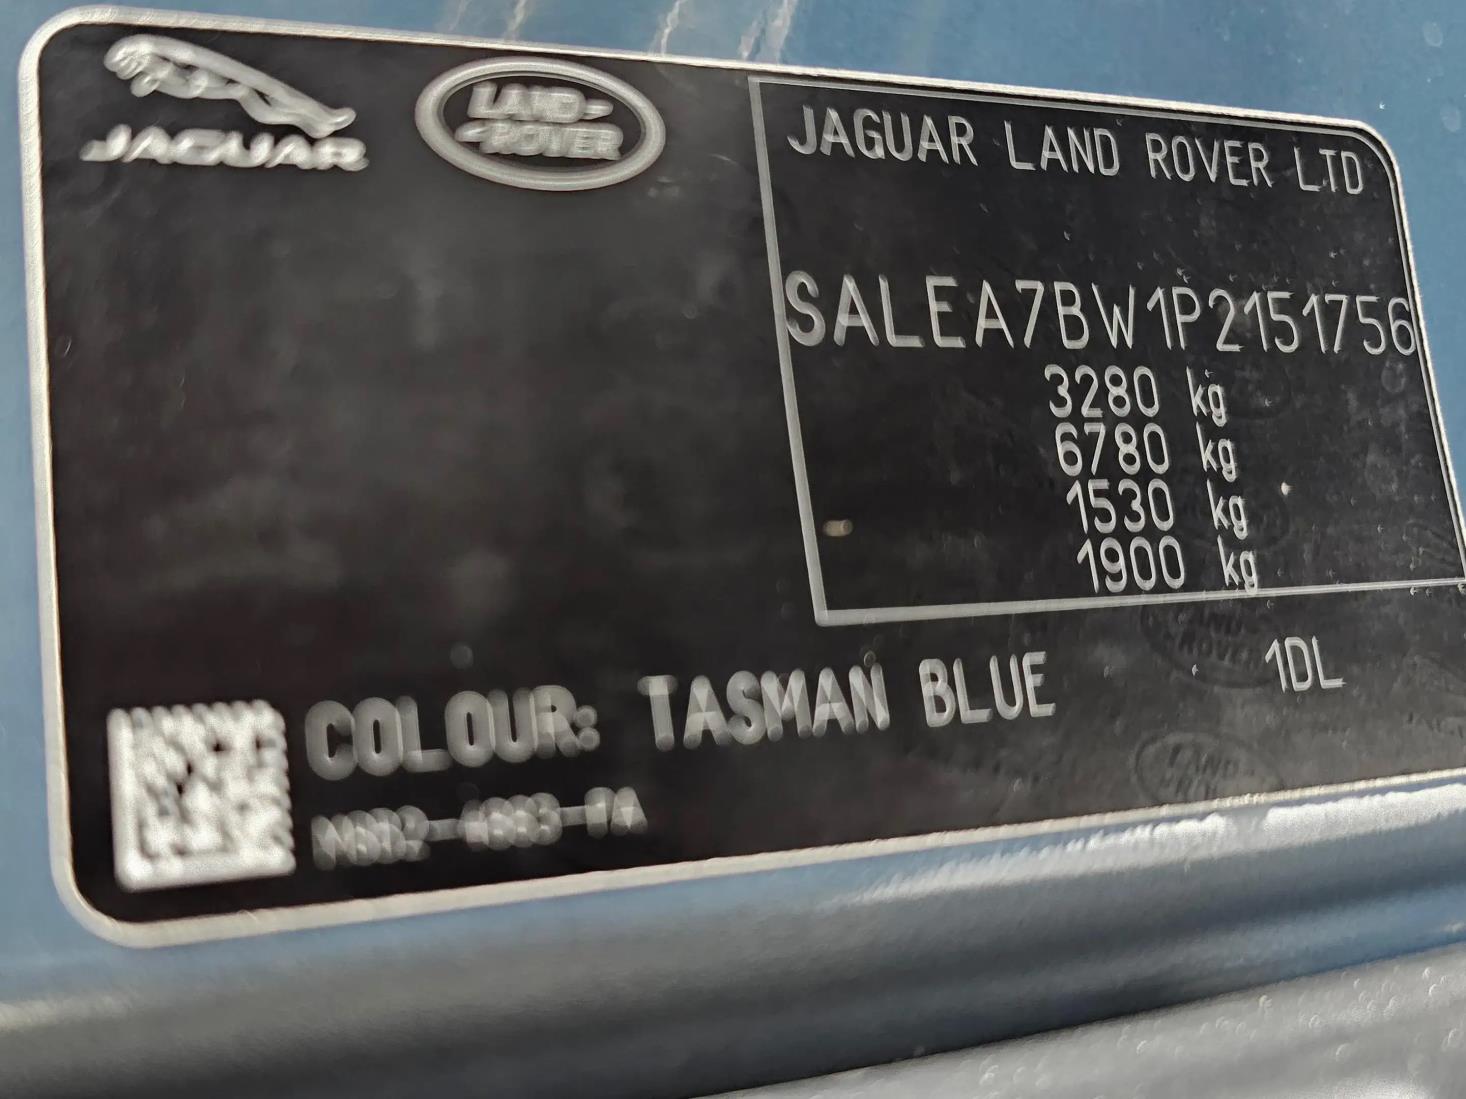 JAGUAR
LAND-
-ROVER
JAGUAR LAND ROVER LTD
SALEA7BW1P2151756
3280 kg
6780 kg
1530 kg
1900 kg
COLOUR: TASMAN BLUE 1DL